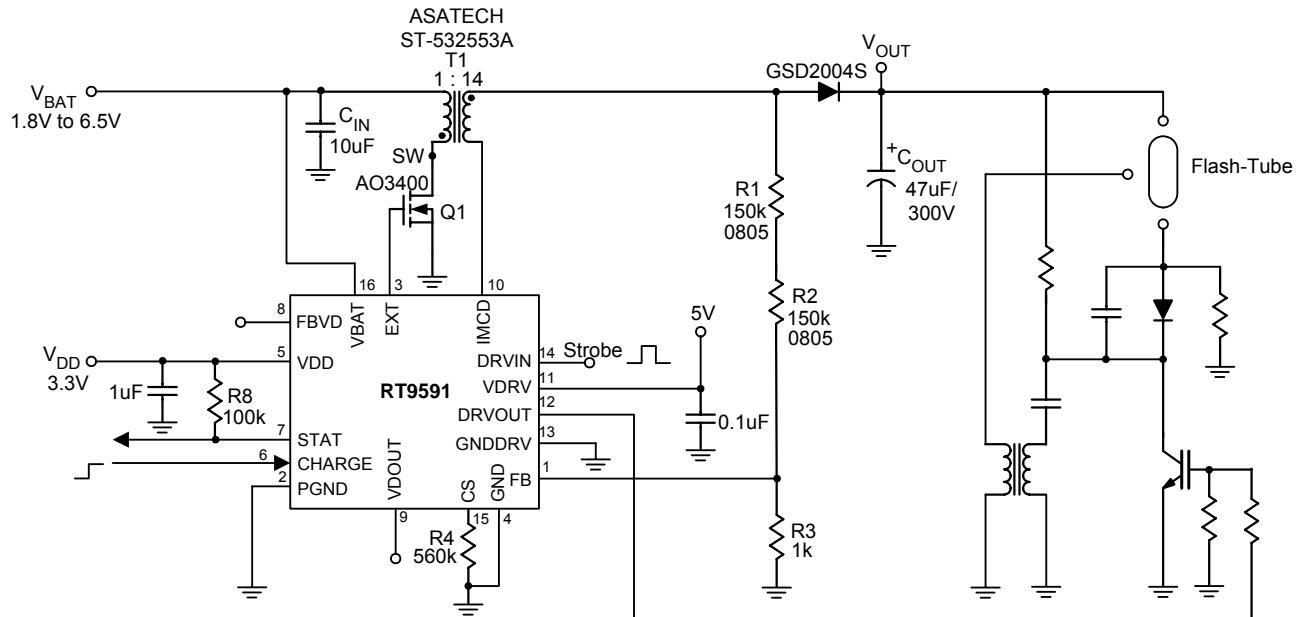 ASATECH
ST-532553A
T1
1 : 14
VBAT
1.8V to 6.5V
CIN
10uF
SW
AO3400
Q1
GSD2004S
VOUT
+
COUT
47uF/
300V
Flash-Tube
R1
150k
0805
R2
150k
0805
16
3
10
8
FBVD
VBAT
EXT
IMCD
5V
VDD
3.3V
5
VDD
DRVIN
14
Strobe
VDRV
11
1uF
R8
100k
RT9591
DRVOUT
12
0.1uF
7
STAT
GNDDRV
13
6
CHARGE
2
PGND
VDOUT
CS
GND
FB
1
9
15
4
R4
560k
R3
1k